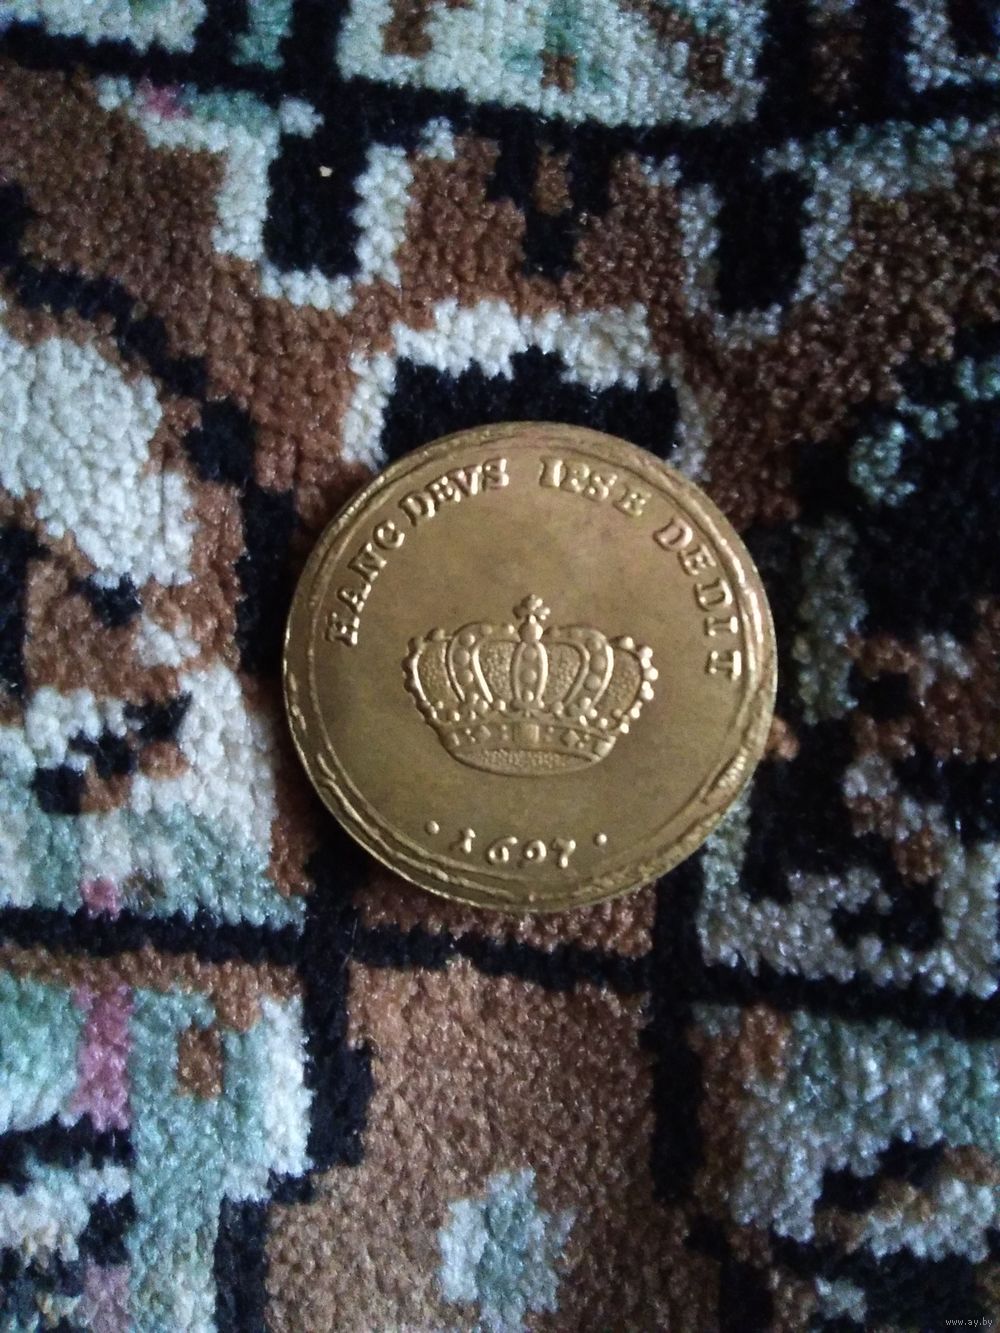 HANC DEVS IPSE DEDIT
· 1697 ·
www.ay.by